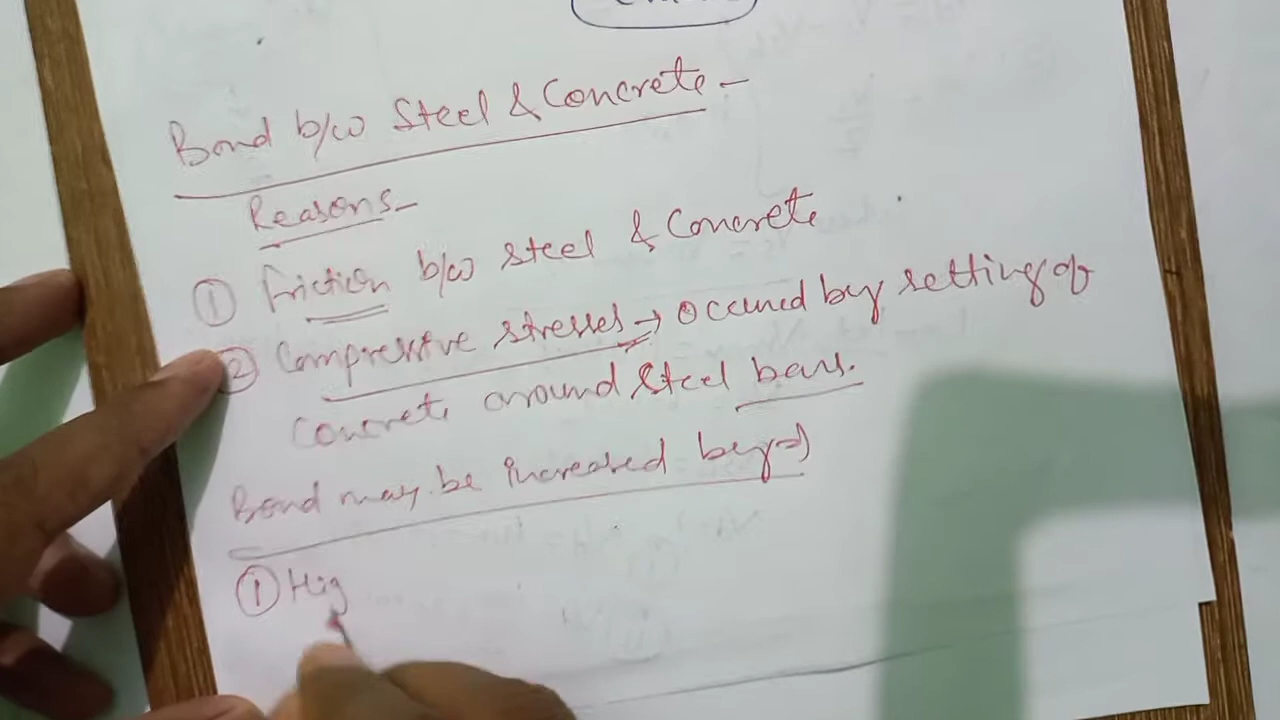 Bond b/w Steel & Concrete -
Reasons -
① Friction b/w steel & Concrete
② Compressive stresses → Occured by setting of
Concrete around steel bars.
Bond may be increased by →
① Hig